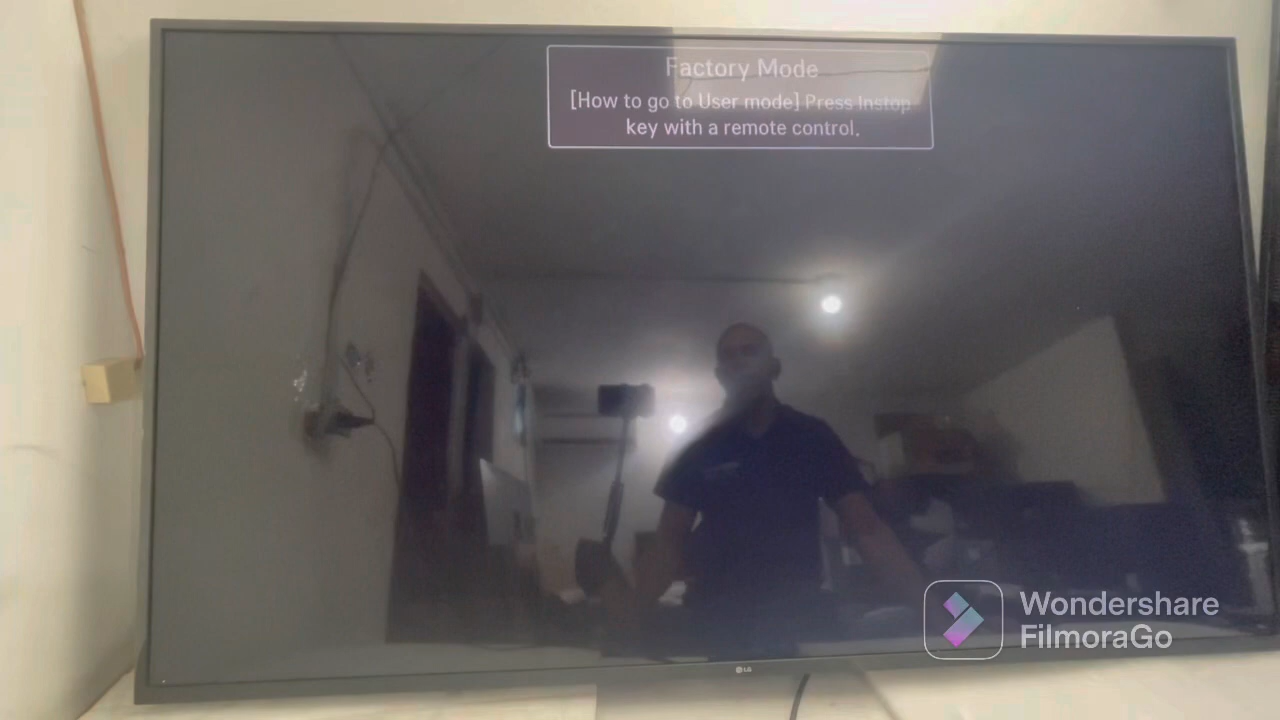 Factory Mode
[How to go to User mode] Press Instop
key with a remote control.
LG
Wondershare
FilmoraGo